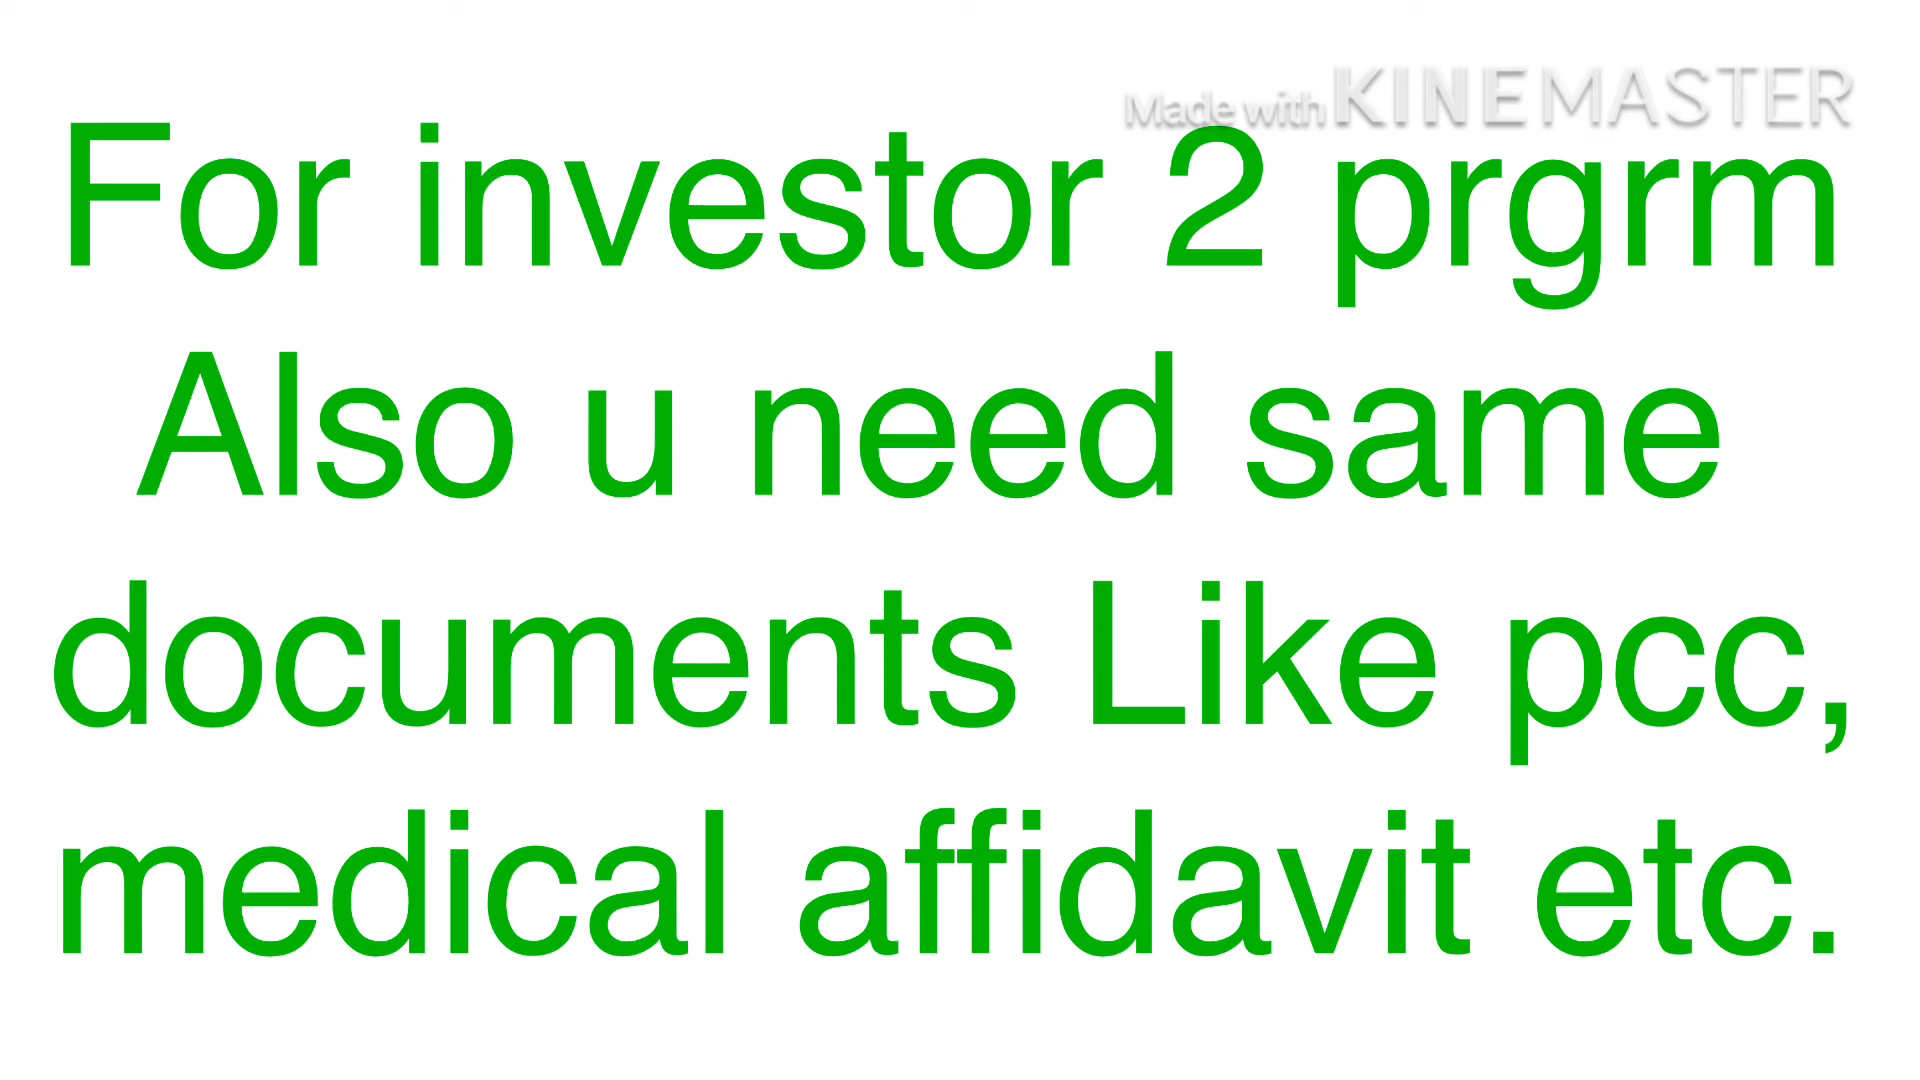 Made with KINEMASTER
For investor 2 prgrm
Also u need same
documents Like pcc,
medical affidavit etc.